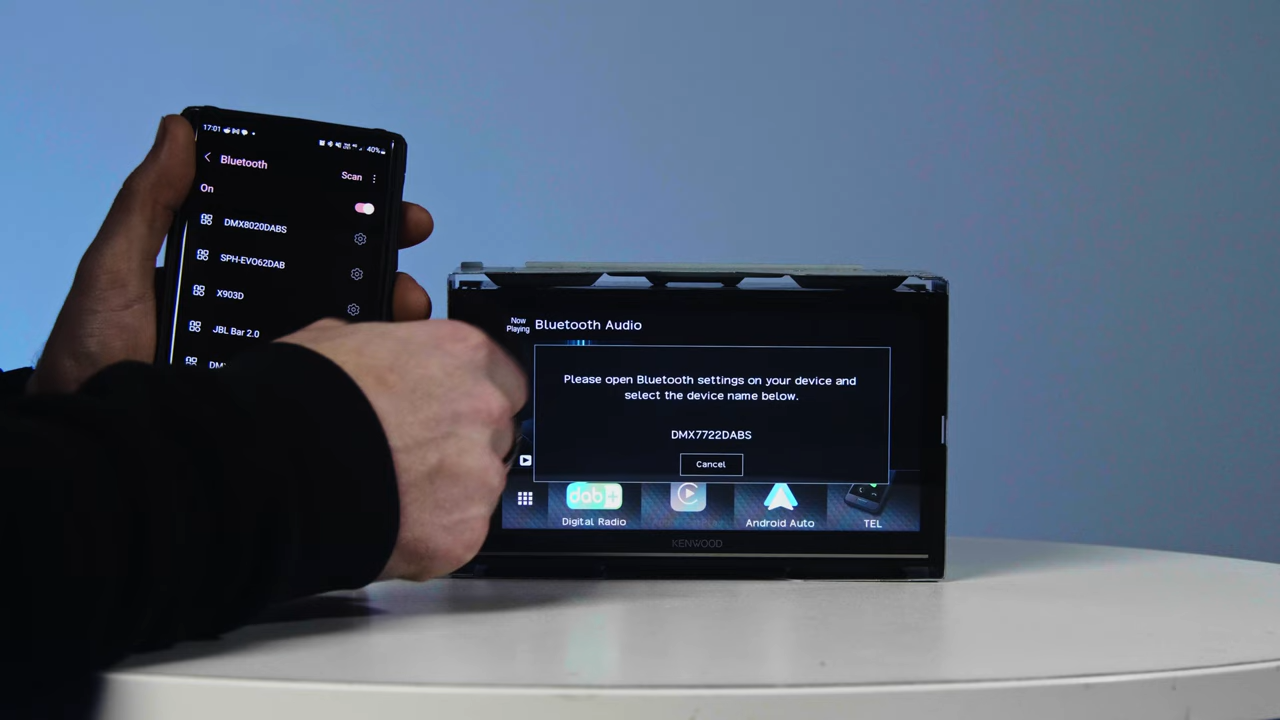 17:01
40%
Bluetooth
Scan
On
DMX8020DABS
SPH-EVO62DAB
X903D
JBL Bar 2.0
DM
Now
Playing
Bluetooth Audio
Please open Bluetooth settings on your device and
select the device name below.
DMX7722DABS
Cancel
dab+
Digital Radio
Android Auto
TEL
KENWOOD